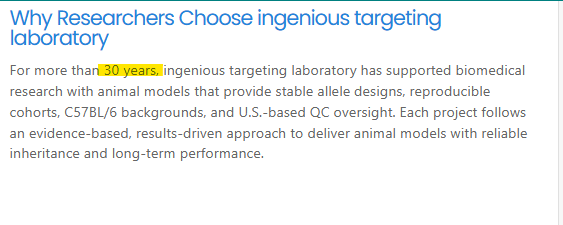 Why Researchers Choose ingenious targeting
laboratory
For more than 30 years, ingenious targeting laboratory has supported biomedical
research with animal models that provide stable allele designs, reproducible
cohorts, C57BL/6 backgrounds, and U.S.-based QC oversight. Each project follows
an evidence-based, results-driven approach to deliver animal models with reliable
inheritance and long-term performance.